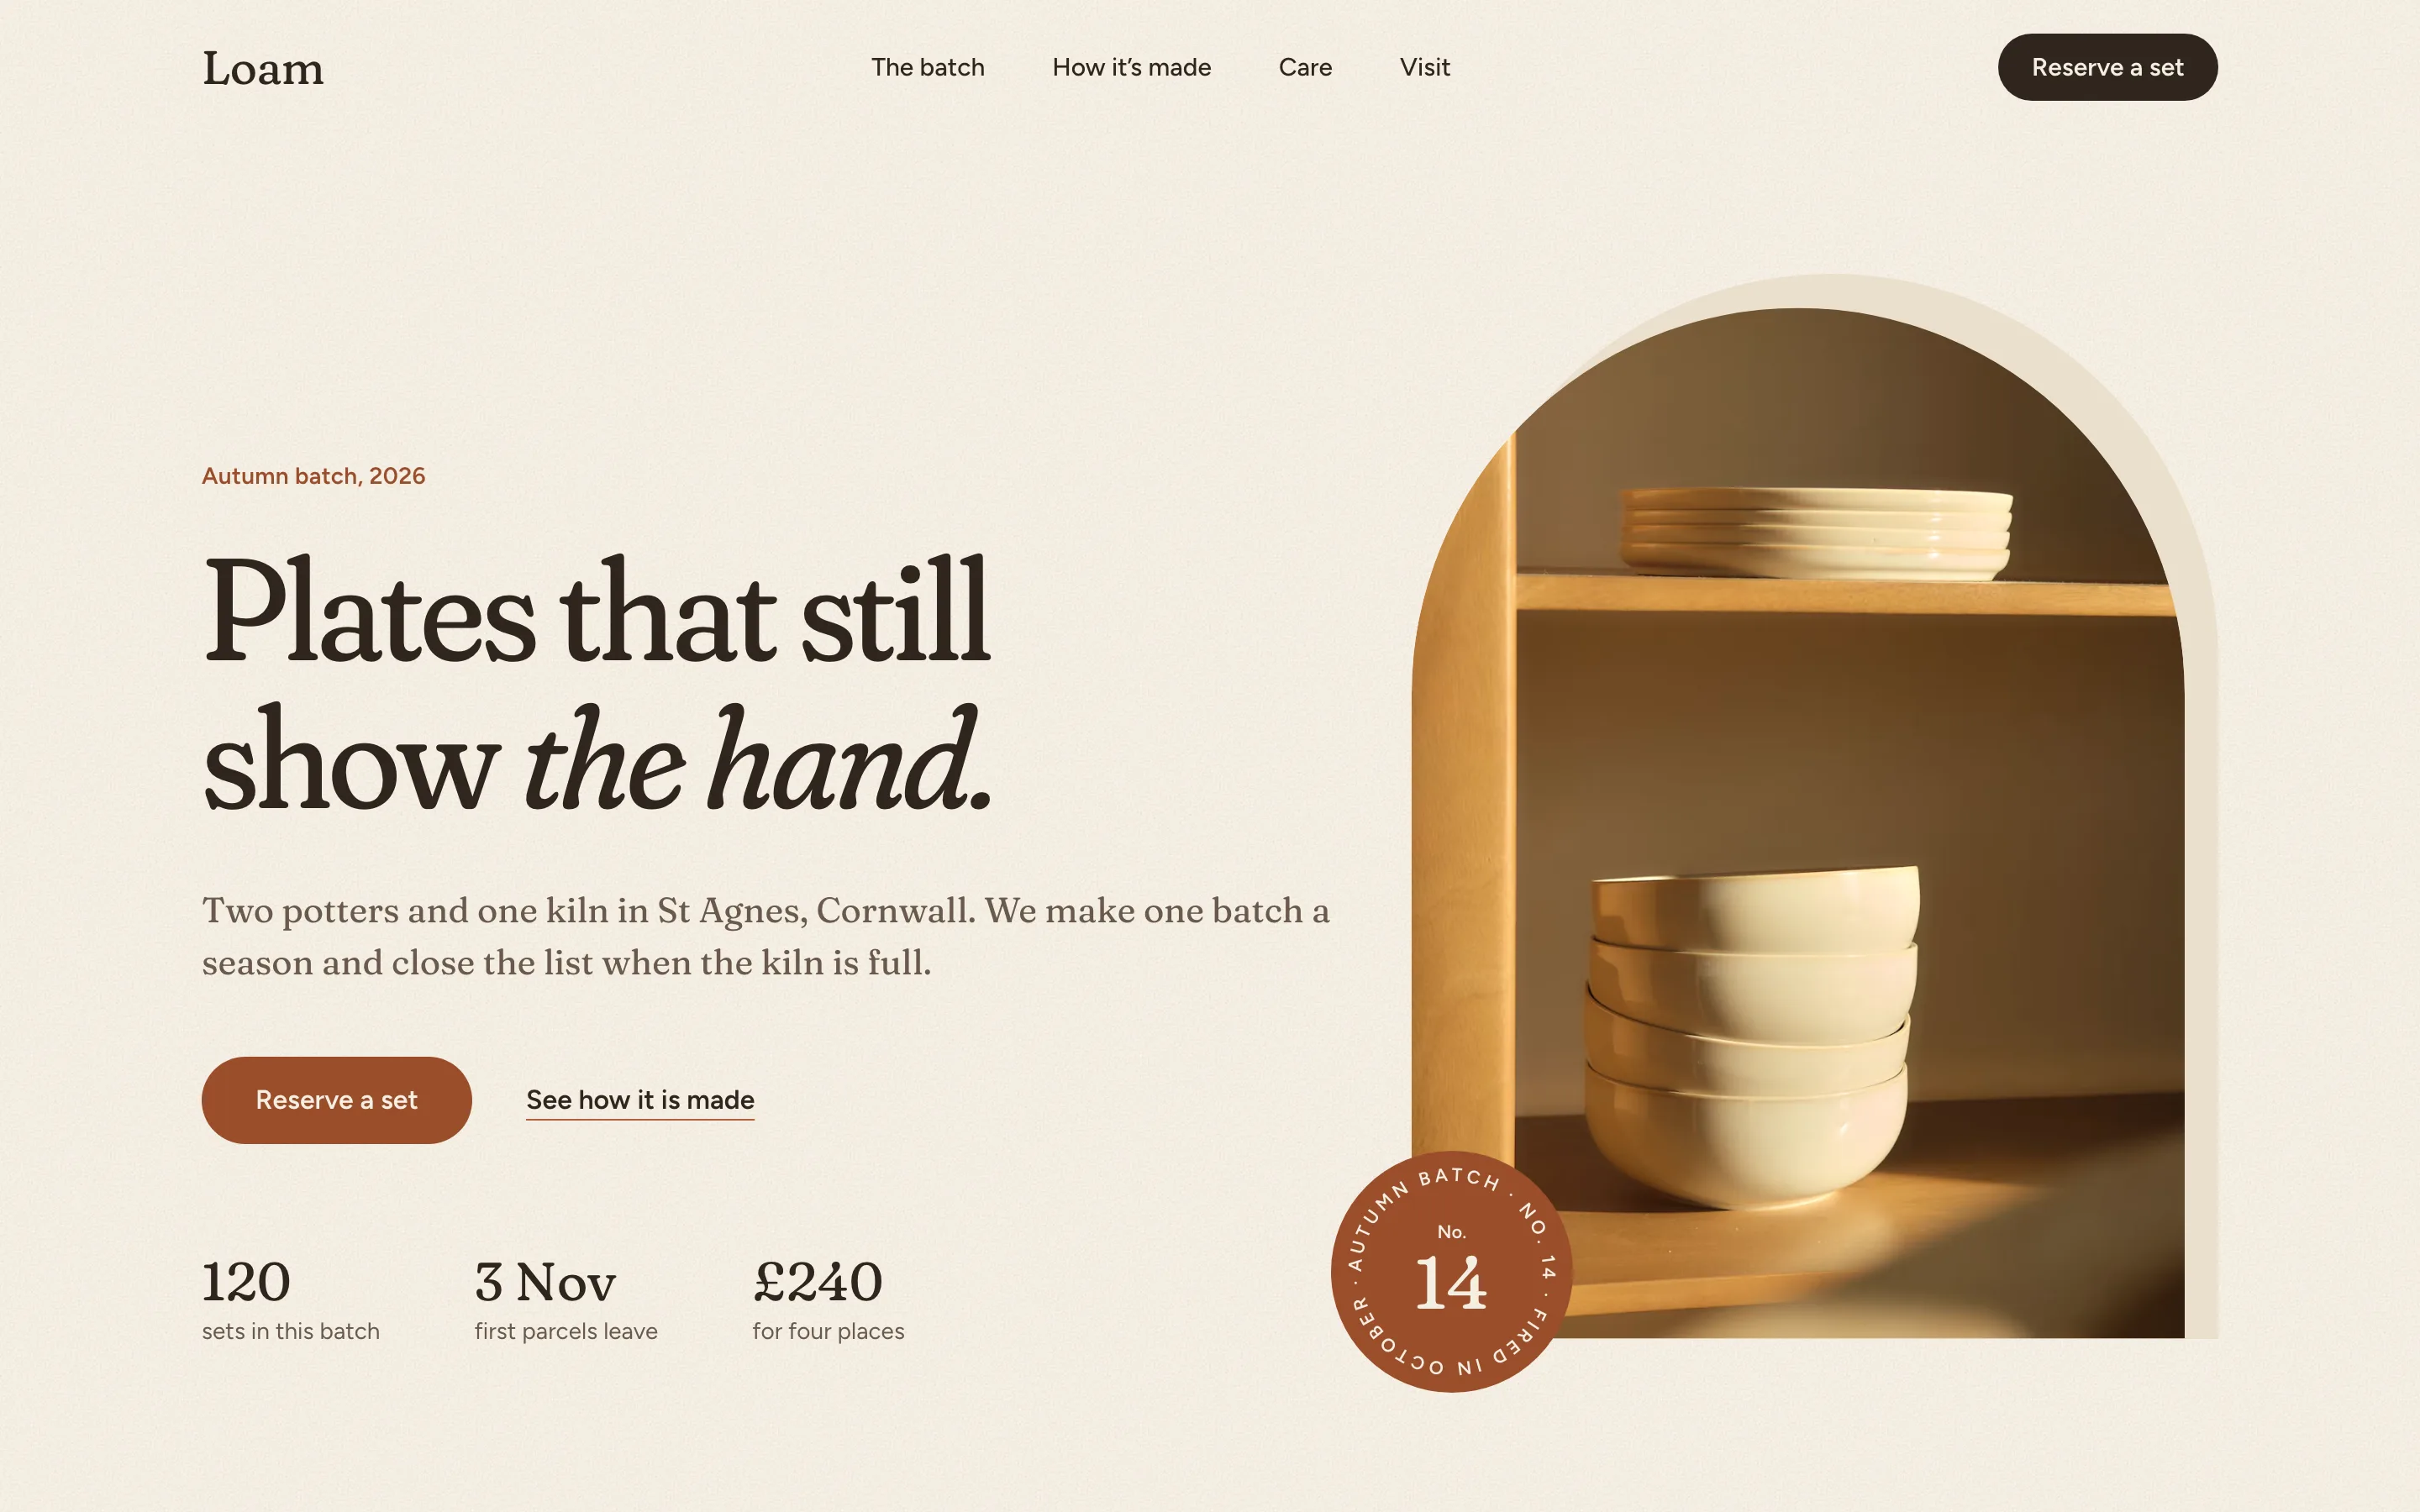 Loam
The batch
How it’s made
Care
Visit
Reserve a set
Autumn batch, 2026
Plates that still
show the hand.
Two potters and one kiln in St Agnes, Cornwall. We make one batch a
season and close the list when the kiln is full.
Reserve a set
See how it is made
120
sets in this batch
3 Nov
first parcels leave
£240
for four places
AUTUMN BATCH · NO. 14 · FIRED IN OCTOBER ·
No.
14